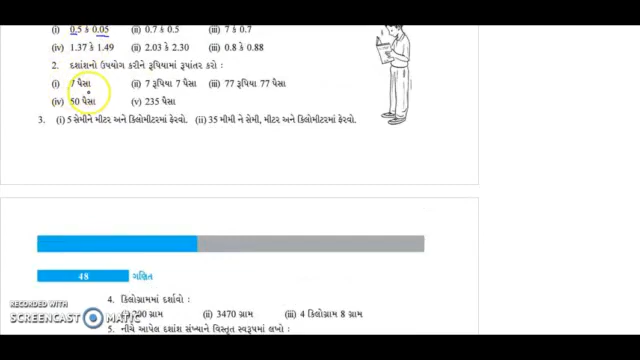 (i) 0.5 કે 0.05 (ii) 0.7 કે 0.5 (iii) 7 કે 0.7
(iv) 1.37 કે 1.49 (ii) 2.03 કે 2.30 (iii) 0.8 કે 0.88
2. દશાંશનો ઉપયોગ કરીને રૂપિયામાં રૂપાંતર કરો :
(i) 7 પૈસા (ii) 7 રૂપિયા 7 પૈસા (iii) 77 રૂપિયા 77 પૈસા
(iv) 50 પૈસા (v) 235 પૈસા
3. (i) 5 સેમીને મીટર અને કિલોમીટરમાં ફેરવો. (ii) 35 મીમી ને સેમી, મીટર અને કિલોમીટરમાં ફેરવો.
48 ગણિત
4. કિલોગ્રામમાં દર્શાવો :
(i) 200 ગ્રામ (ii) 3470 ગ્રામ (iii) 4 કિલોગ્રામ 8 ગ્રામ
5. નીચે આપેલ દશાંશ સંખ્યાને વિસ્તૃત સ્વરૂપમાં લખો :
RECORDED WITH
SCREENCAST MATIC